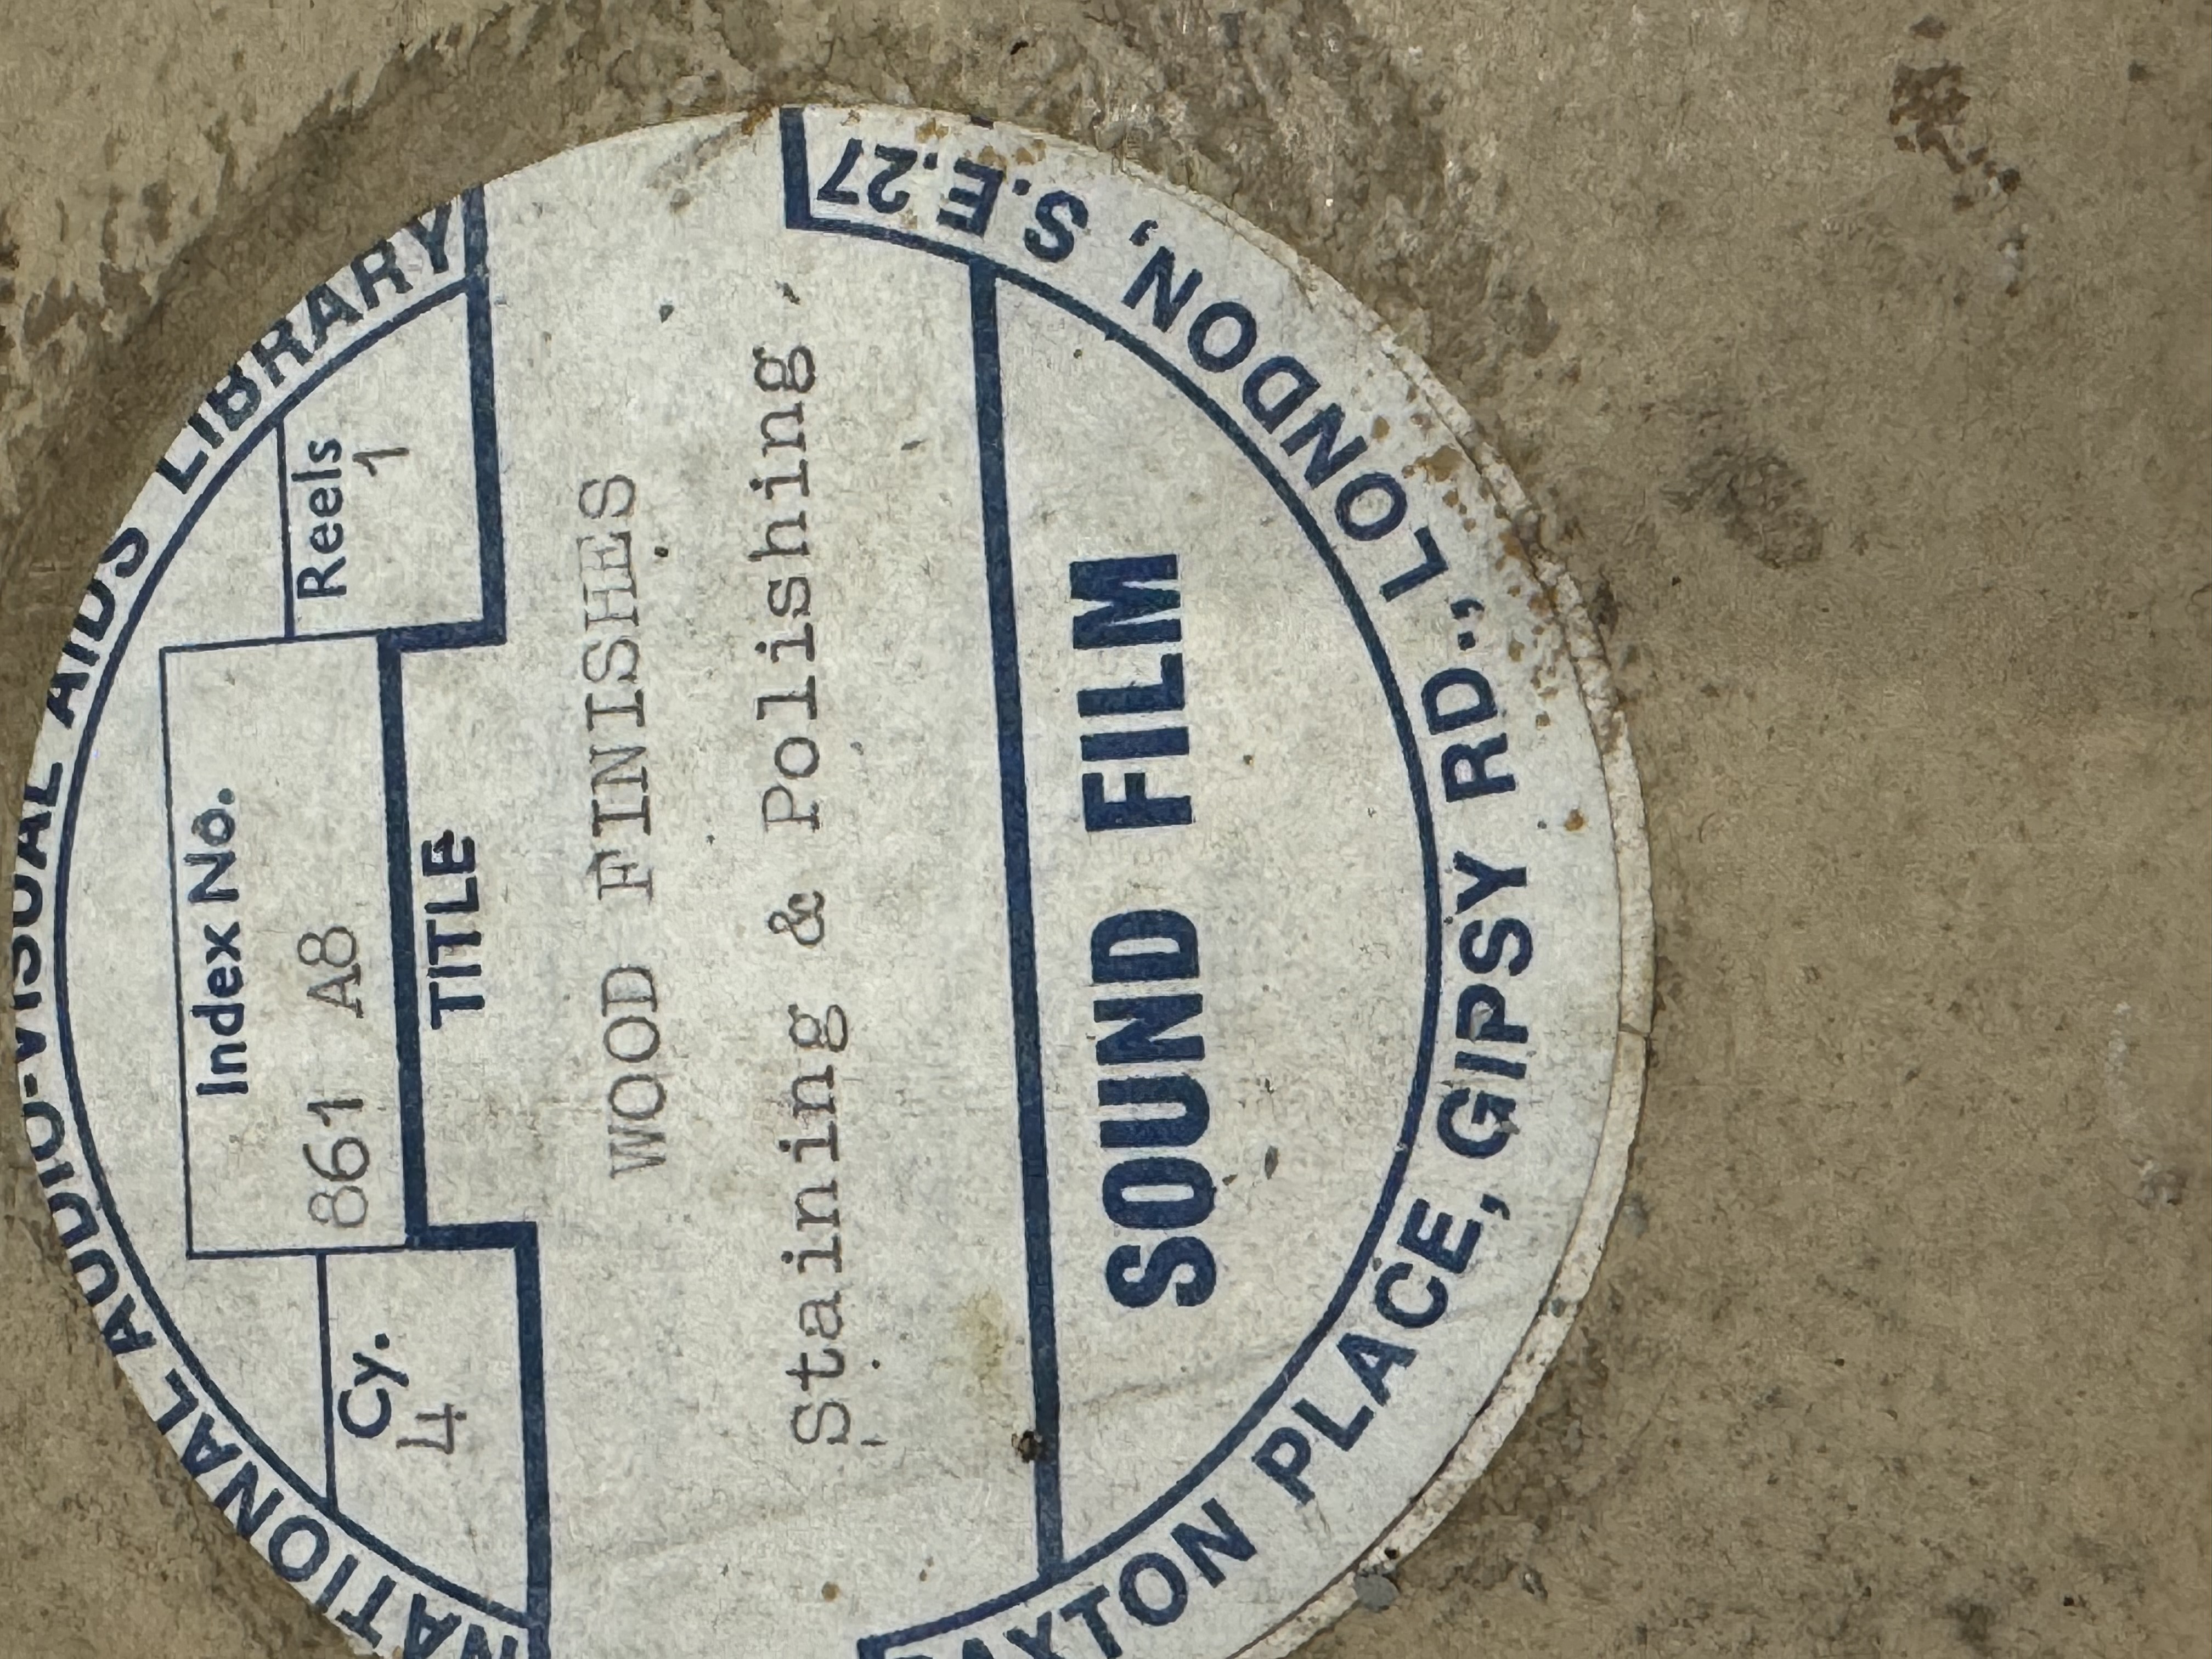 NATIONAL AUDIO-VISUAL AIDS LIBRARY
Index No.
861 A8
Cy.
4
Reels
1
TITLE
WOOD FINISHES
Staining & Polishing.
SOUND FILM
AXTON PLACE, GIPSY RD., LONDON, S.E.27